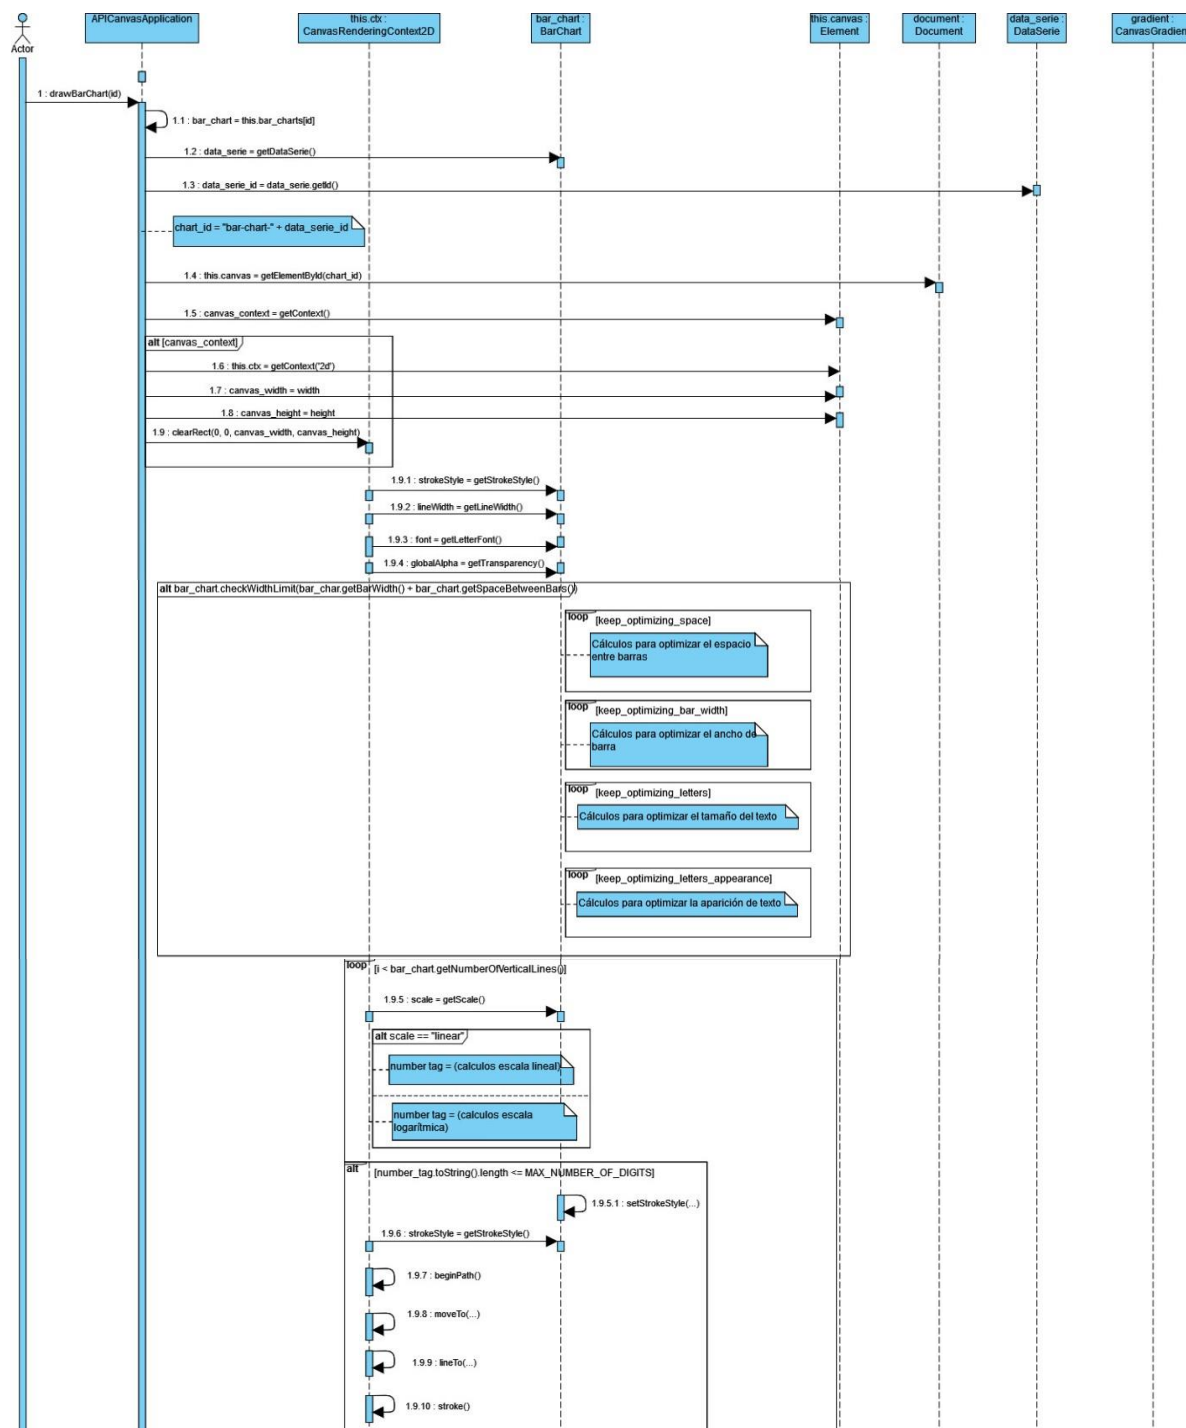 Actor
APICanvasApplication
this.ctx :
CanvasRenderingContext2D
bar_chart :
BarChart
this.canvas :
Element
document :
Document
data_serie :
DataSerie
gradient :
CanvasGradien
1 : drawBarChart(id)
1.1 : bar_chart = this.bar_charts[id]
1.2 : data_serie = getDataSerie()
1.3 : data_serie_id = data_serie.getId()
chart_id = "bar-chart-" + data_serie_id
1.4 : this.canvas = getElementById(chart_id)
1.5 : canvas_context = getContext()
alt [canvas_context]
1.6 : this.ctx = getContext("2d")
1.7 : canvas_width = width
1.8 : canvas_height = height
1.9 : clearRect(0, 0, canvas_width, canvas_height)
1.9.1 : strokeStyle = getStrokeStyle()
1.9.2 : lineWidth = getLineWidth()
1.9.3 : font = getLetterFont()
1.9.4 : globalAlpha = getTransparency()
alt bar_chart.checkWidthLimit(bar_char.getBarWidth() + bar_chart.getSpaceBetweenBars())
loop [keep_optimizing_space]
Cálculos para optimizar el espacio
entre barras
loop [keep_optimizing_bar_width]
Cálculos para optimizar el ancho de
barra
loop [keep_optimizing_letters]
Cálculos para optimizar el tamaño del texto
loop [keep_optimizing_letters_appearance]
Cálculos para optimizar la aparición de texto
loop [i < bar_chart.getNumberOfVerticalLines()]
1.9.5 : scale = getScale()
alt scale == "linear"
number tag = (calculos escala lineal)
number tag = (calculos escala
logarítmica)
alt [number_tag.toString().length <= MAX_NUMBER_OF_DIGITS]
1.9.5.1 : setStrokeStyle(...)
1.9.6 : strokeStyle = getStrokeStyle()
1.9.7 : beginPath()
1.9.8 : moveTo(...)
1.9.9 : lineTo(...)
1.9.10 : stroke()